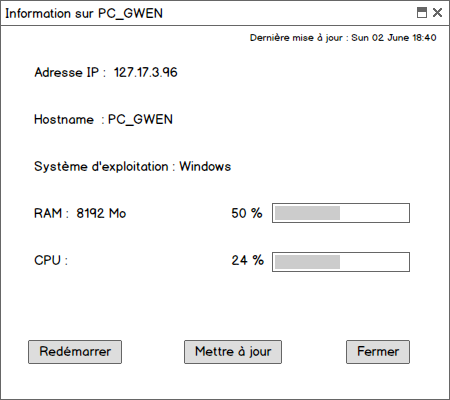 Information sur PC_GWEN
Dernière mise à jour : Sun 02 June 18:40
Adresse IP : 127.17.3.96
Hostname : PC_GWEN
Système d'exploitation : Windows
RAM : 8192 Mo 50 %
CPU : 24 %
Redémarrer Mettre à jour Fermer